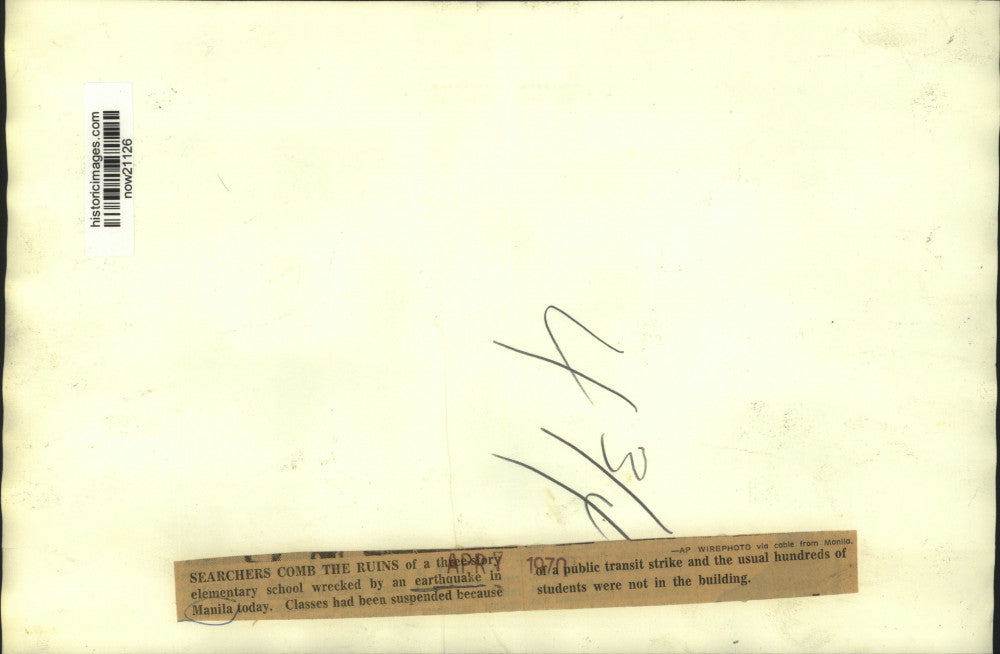 historicimages.com
now21126
—AP WIREPHOTO via cable from Manila.
SEARCHERS COMB THE RUINS of a three-story
elementary school wrecked by an earthquake in
Manila today. Classes had been suspended because
of a public transit strike and the usual hundreds of
students were not in the building.
APR 7 1970